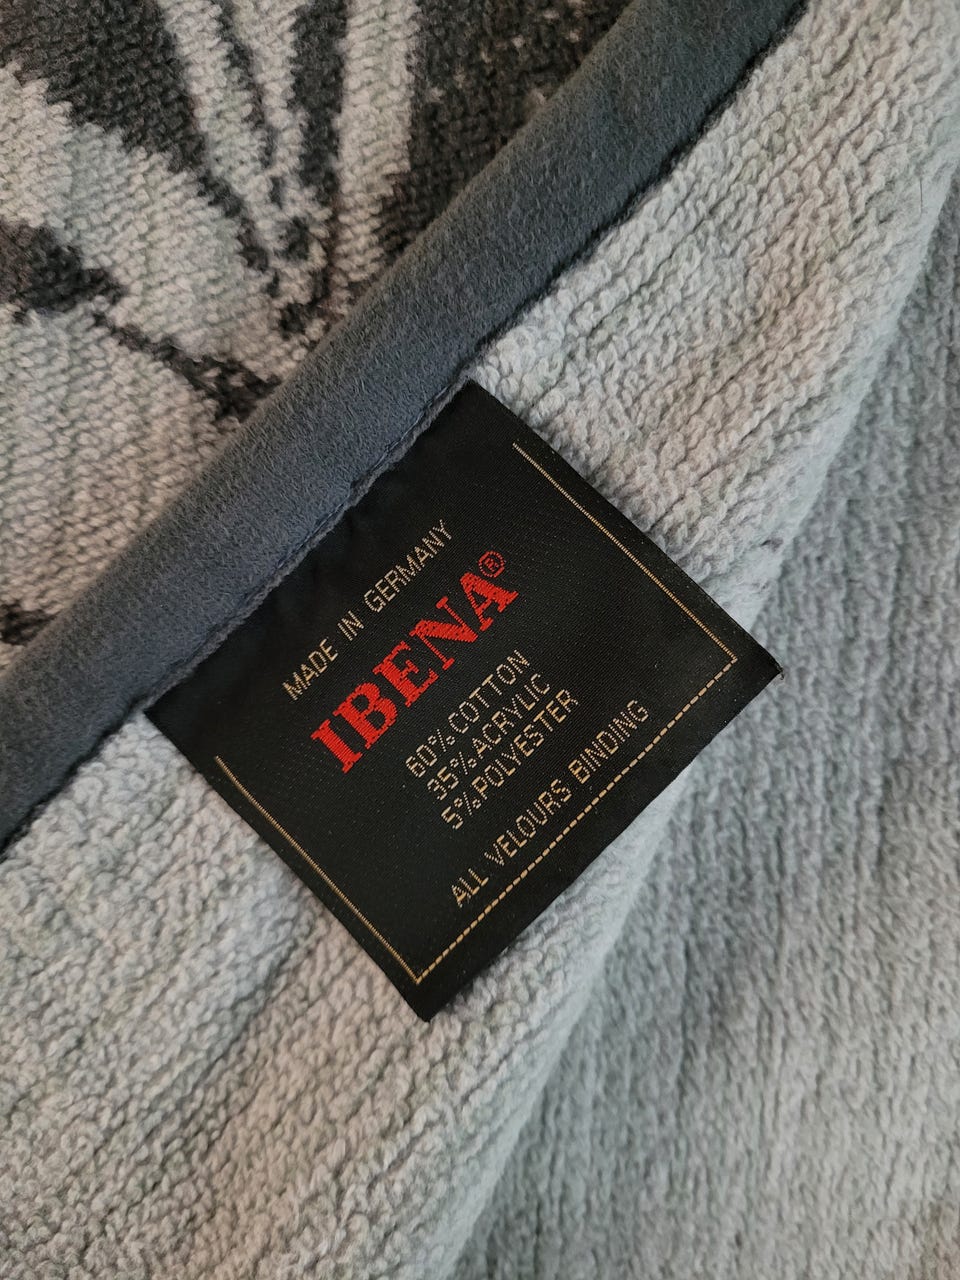 MADE IN GERMANY
IBENA®
60% COTTON
35% ACRYLIC
5% POLYESTER
ALL VELOURS BINDING